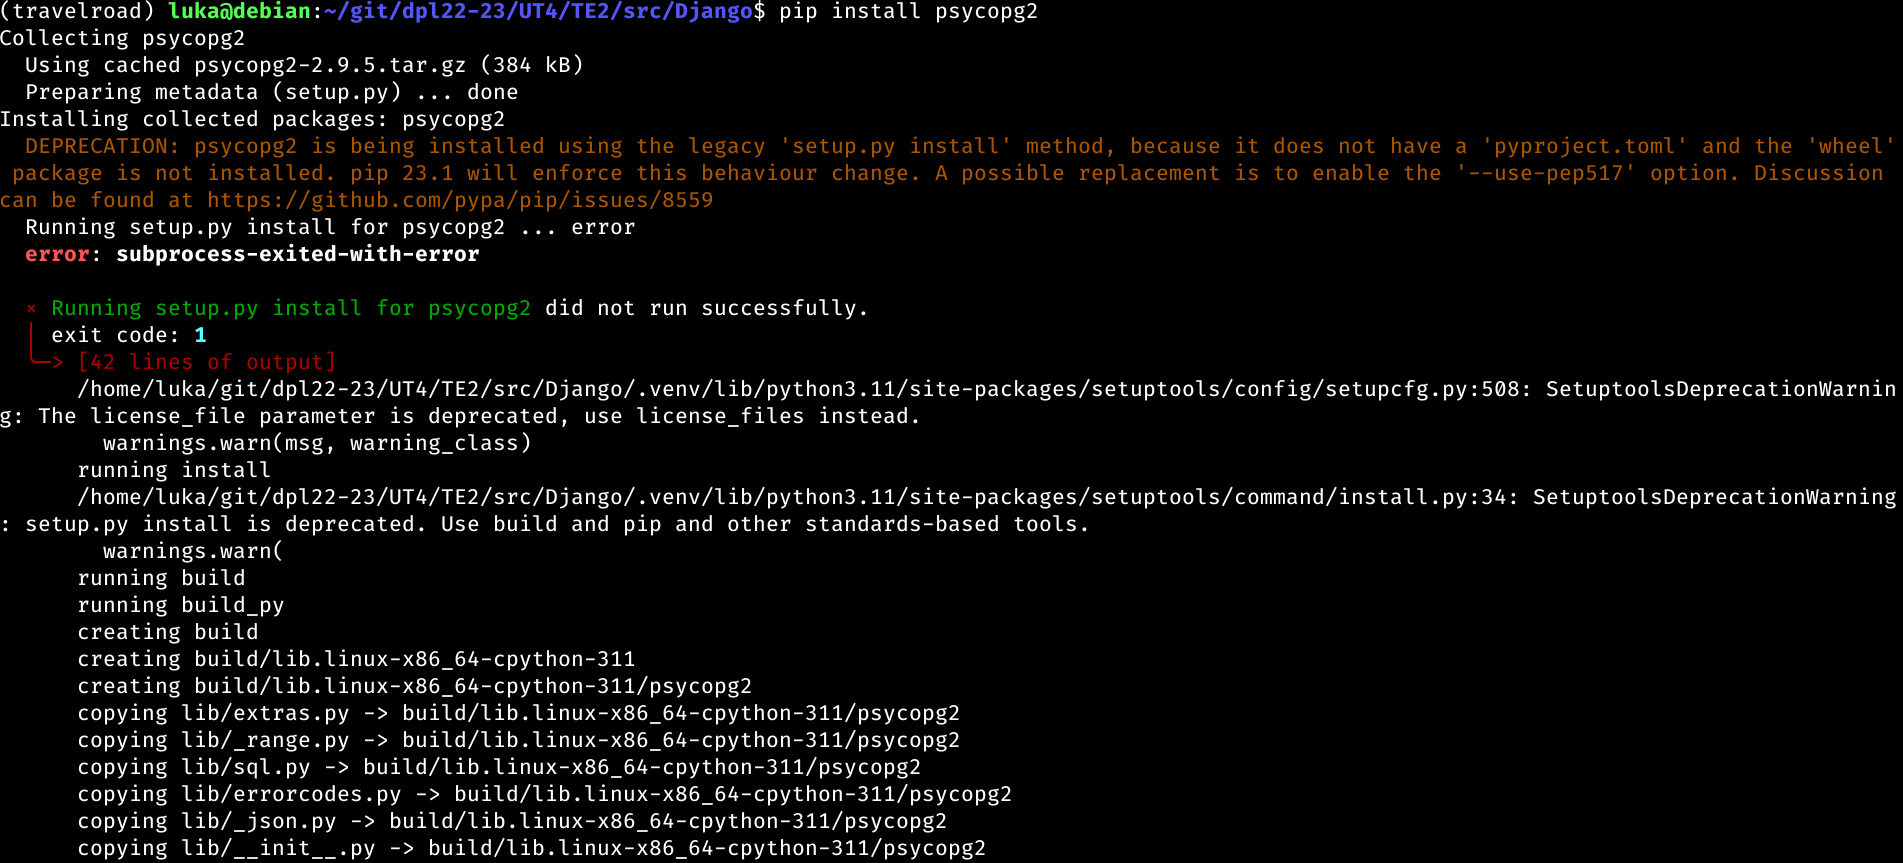 (travelroad) luka@debian:~/git/dpl22-23/UT4/TE2/src/Django$ pip install psycopg2
Collecting psycopg2
  Using cached psycopg2-2.9.5.tar.gz (384 kB)
  Preparing metadata (setup.py) ... done
Installing collected packages: psycopg2
  DEPRECATION: psycopg2 is being installed using the legacy 'setup.py install' method, because it does not have a 'pyproject.toml' and the 'wheel'
 package is not installed. pip 23.1 will enforce this behaviour change. A possible replacement is to enable the '--use-pep517' option. Discussion
can be found at https://github.com/pypa/pip/issues/8559
  Running setup.py install for psycopg2 ... error
  error: subprocess-exited-with-error

  × Running setup.py install for psycopg2 did not run successfully.
  │ exit code: 1
  ╰─> [42 lines of output]
      /home/luka/git/dpl22-23/UT4/TE2/src/Django/.venv/lib/python3.11/site-packages/setuptools/config/setupcfg.py:508: SetuptoolsDeprecationWarnin
g: The license_file parameter is deprecated, use license_files instead.
        warnings.warn(msg, warning_class)
      running install
      /home/luka/git/dpl22-23/UT4/TE2/src/Django/.venv/lib/python3.11/site-packages/setuptools/command/install.py:34: SetuptoolsDeprecationWarning
: setup.py install is deprecated. Use build and pip and other standards-based tools.
        warnings.warn(
      running build
      running build_py
      creating build
      creating build/lib.linux-x86_64-cpython-311
      creating build/lib.linux-x86_64-cpython-311/psycopg2
      copying lib/extras.py -> build/lib.linux-x86_64-cpython-311/psycopg2
      copying lib/_range.py -> build/lib.linux-x86_64-cpython-311/psycopg2
      copying lib/sql.py -> build/lib.linux-x86_64-cpython-311/psycopg2
      copying lib/errorcodes.py -> build/lib.linux-x86_64-cpython-311/psycopg2
      copying lib/_json.py -> build/lib.linux-x86_64-cpython-311/psycopg2
      copying lib/__init__.py -> build/lib.linux-x86_64-cpython-311/psycopg2